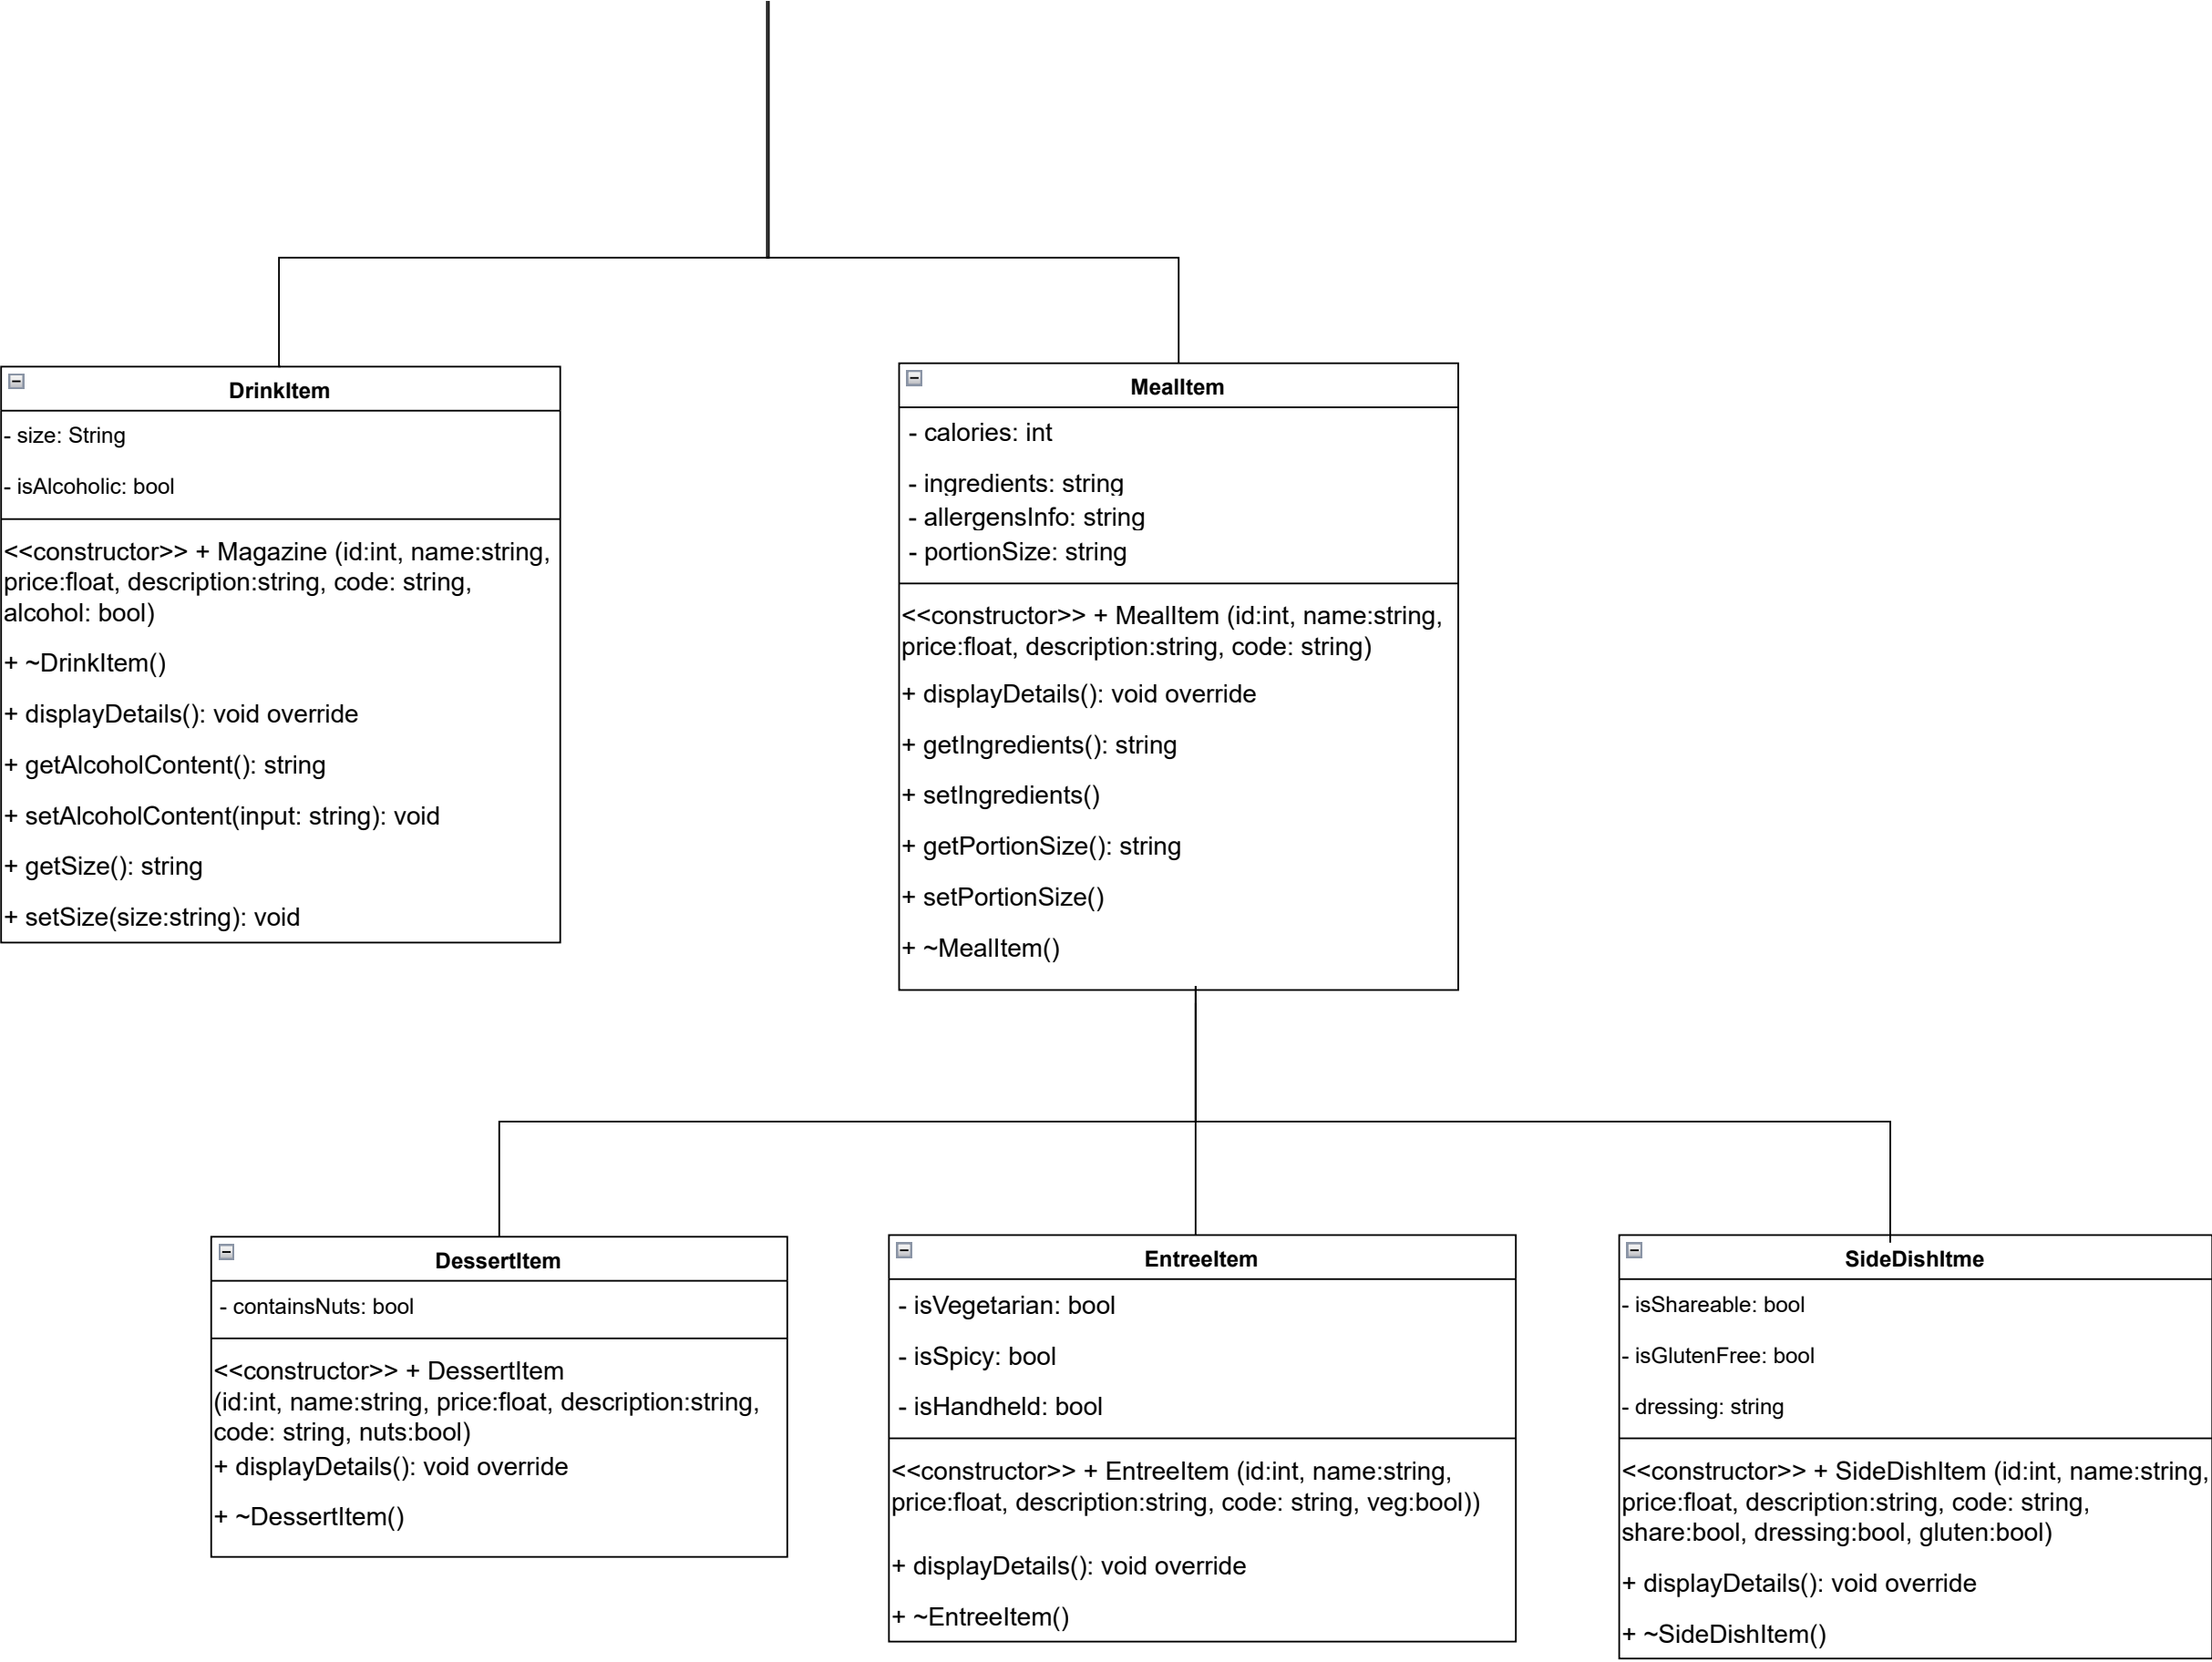 DrinkItem
- size: String
- isAlcoholic: bool
<<constructor>> + Magazine (id:int, name:string,
price:float, description:string, code: string,
alcohol: bool)
+ ~DrinkItem()
+ displayDetails(): void override
+ getAlcoholContent(): string
+ setAlcoholContent(input: string): void
+ getSize(): string
+ setSize(size:string): void
MealItem
- calories: int
- ingredients: string
- allergensInfo: string
- portionSize: string
<<constructor>> + MealItem (id:int, name:string,
price:float, description:string, code: string)
+ displayDetails(): void override
+ getIngredients(): string
+ setIngredients()
+ getPortionSize(): string
+ setPortionSize()
+ ~MealItem()
DessertItem
- containsNuts: bool
<<constructor>> + DessertItem
(id:int, name:string, price:float, description:string,
code: string, nuts:bool)
+ displayDetails(): void override
+ ~DessertItem()
EntreeItem
- isVegetarian: bool
- isSpicy: bool
- isHandheld: bool
<<constructor>> + EntreeItem (id:int, name:string,
price:float, description:string, code: string, veg:bool))
+ displayDetails(): void override
+ ~EntreeItem()
SideDishItme
- isShareable: bool
- isGlutenFree: bool
- dressing: string
<<constructor>> + SideDishItem (id:int, name:string,
price:float, description:string, code: string,
share:bool, dressing:bool, gluten:bool)
+ displayDetails(): void override
+ ~SideDishItem()